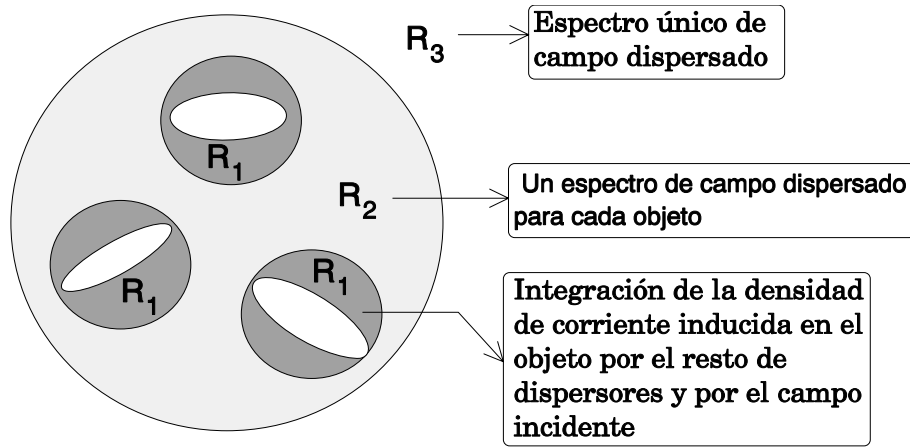 R3
Espectro único de
campo dispersado
R1
R2
Un espectro de campo dispersado
para cada objeto
R1
R1
Integración de la densidad
de corriente inducida en el
objeto por el resto de
dispersores y por el campo
incidente